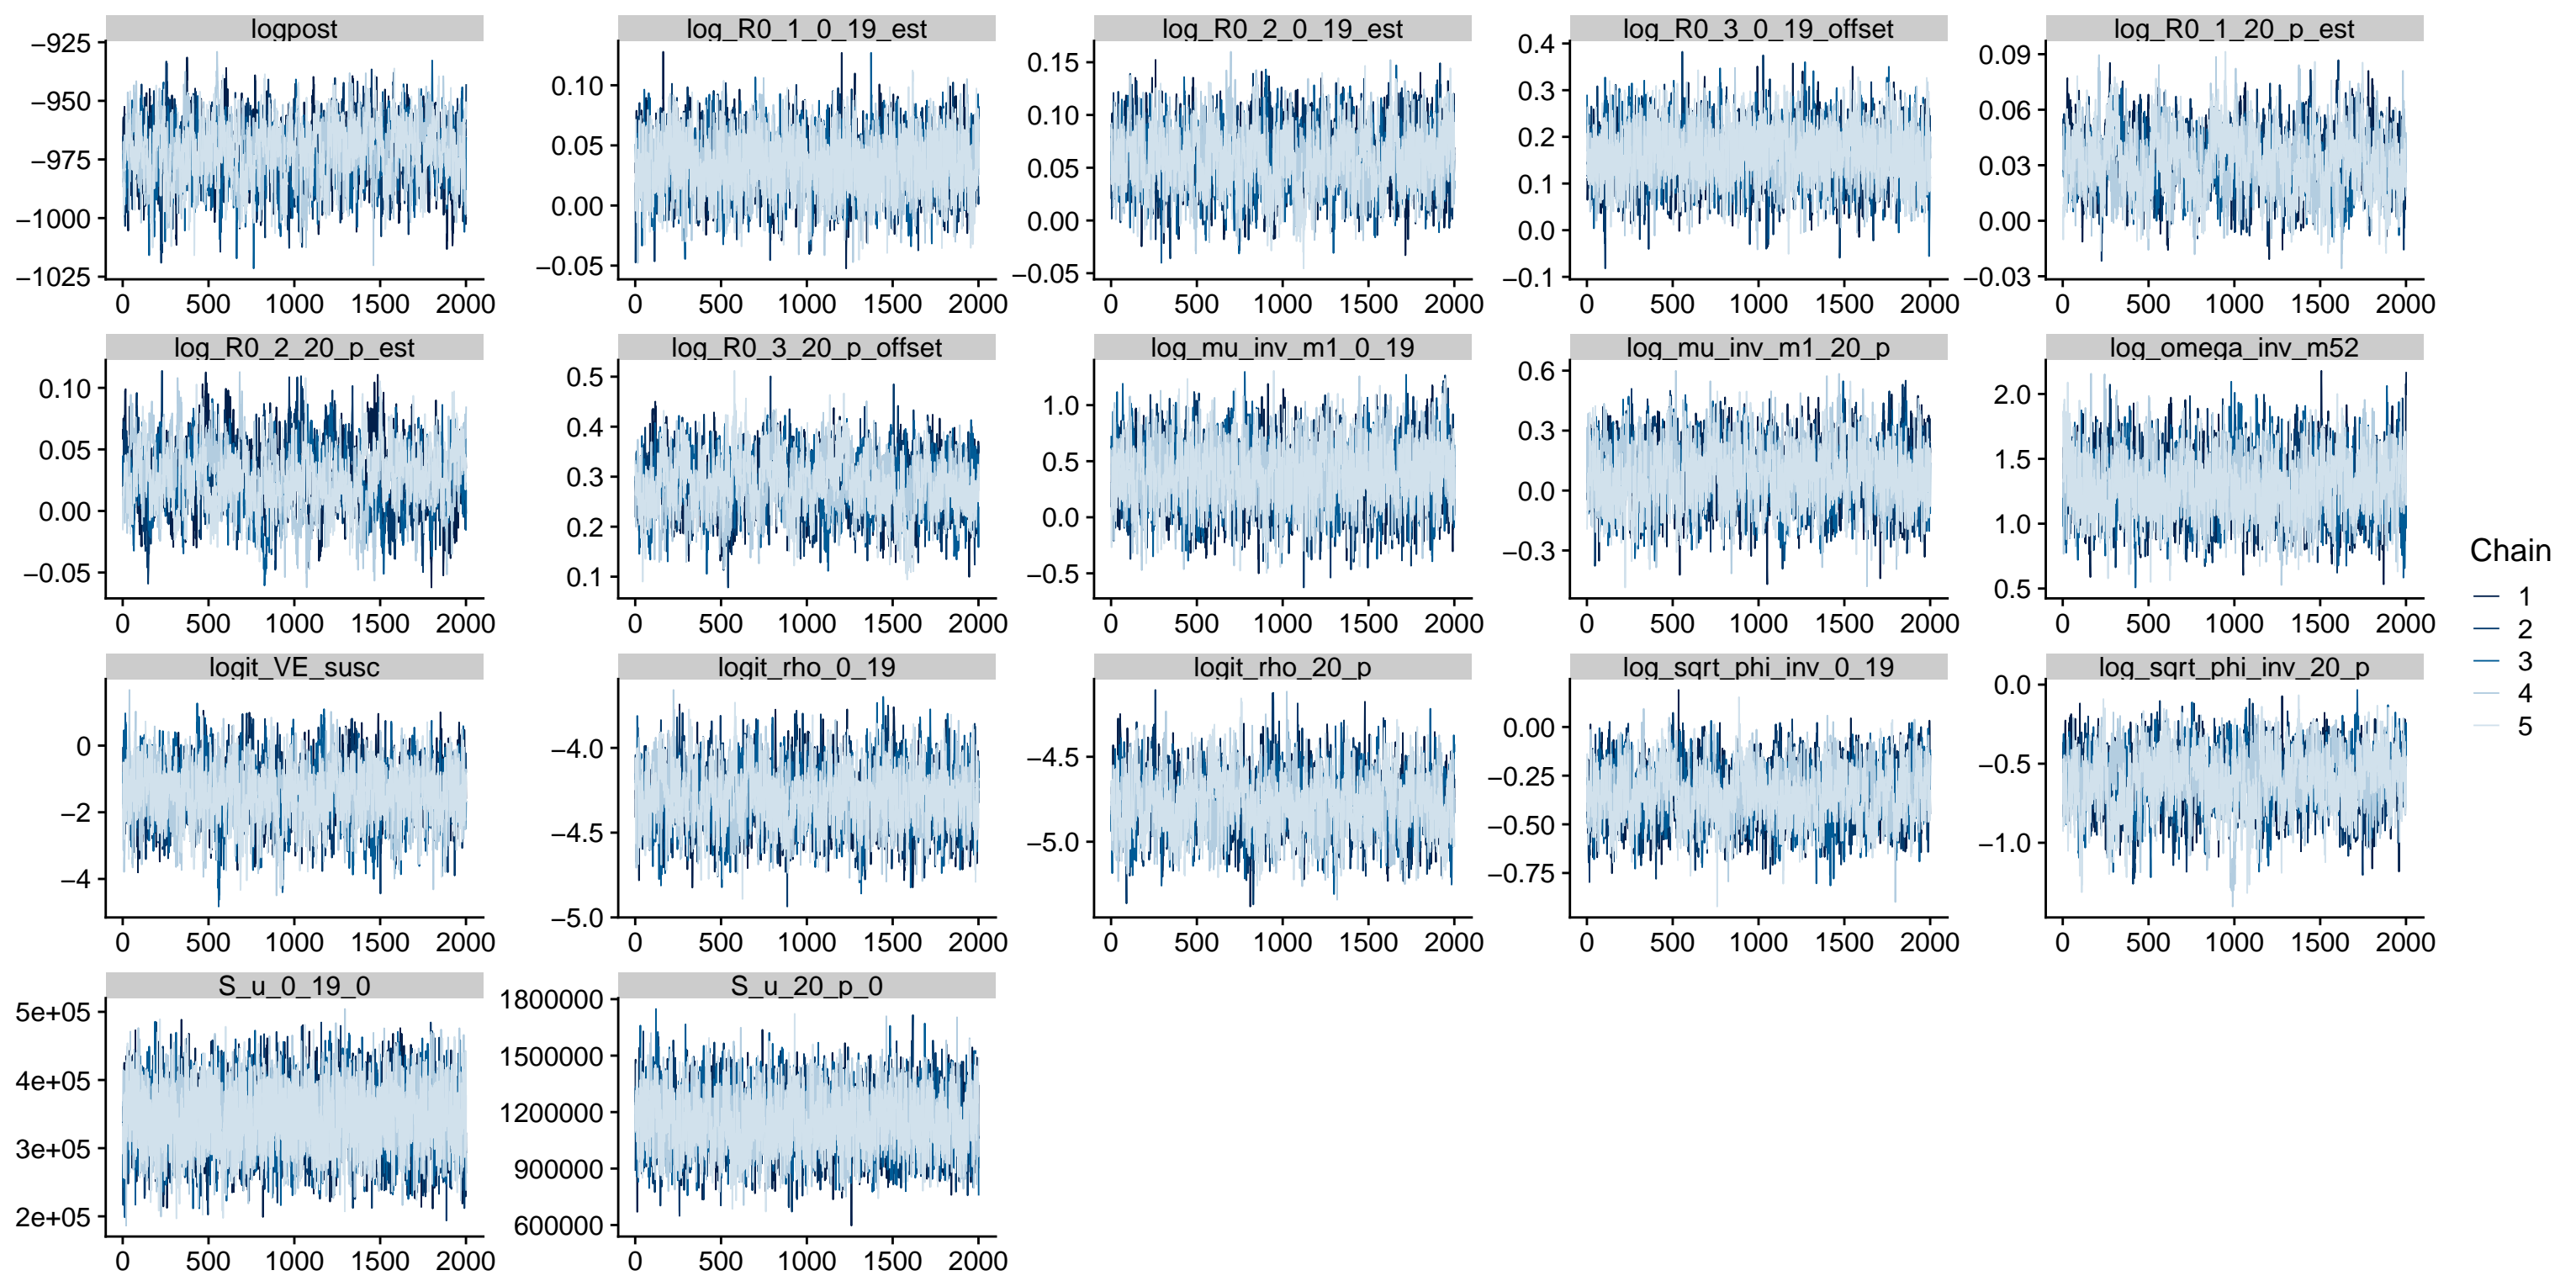 logpost
−925
−950
−975
−1000
−1025
0 500 1000 1500 2000
log_R0_1_0_19_est
0.10
0.05
0.00
−0.05
0 500 1000 1500 2000
log_R0_2_0_19_est
0.15
0.10
0.05
0.00
−0.05
0 500 1000 1500 2000
log_R0_3_0_19_offset
0.4
0.3
0.2
0.1
0.0
−0.1
0 500 1000 1500 2000
log_R0_1_20_p_est
0.09
0.06
0.03
0.00
−0.03
0 500 1000 1500 2000
log_R0_2_20_p_est
0.10
0.05
0.00
−0.05
0 500 1000 1500 2000
log_R0_3_20_p_offset
0.5
0.4
0.3
0.2
0.1
0 500 1000 1500 2000
log_mu_inv_m1_0_19
1.0
0.5
0.0
−0.5
0 500 1000 1500 2000
log_mu_inv_m1_20_p
0.6
0.3
0.0
−0.3
0 500 1000 1500 2000
log_omega_inv_m52
2.0
1.5
1.0
0.5
0 500 1000 1500 2000
logit_VE_susc
0
−2
−4
0 500 1000 1500 2000
logit_rho_0_19
−4.0
−4.5
−5.0
0 500 1000 1500 2000
logit_rho_20_p
−4.5
−5.0
0 500 1000 1500 2000
log_sqrt_phi_inv_0_19
0.00
−0.25
−0.50
−0.75
0 500 1000 1500 2000
log_sqrt_phi_inv_20_p
0.0
−0.5
−1.0
0 500 1000 1500 2000
S_u_0_19_0
5e+05
4e+05
3e+05
2e+05
0 500 1000 1500 2000
S_u_20_p_0
1800000
1500000
1200000
900000
600000
0 500 1000 1500 2000
Chain
1
2
3
4
5